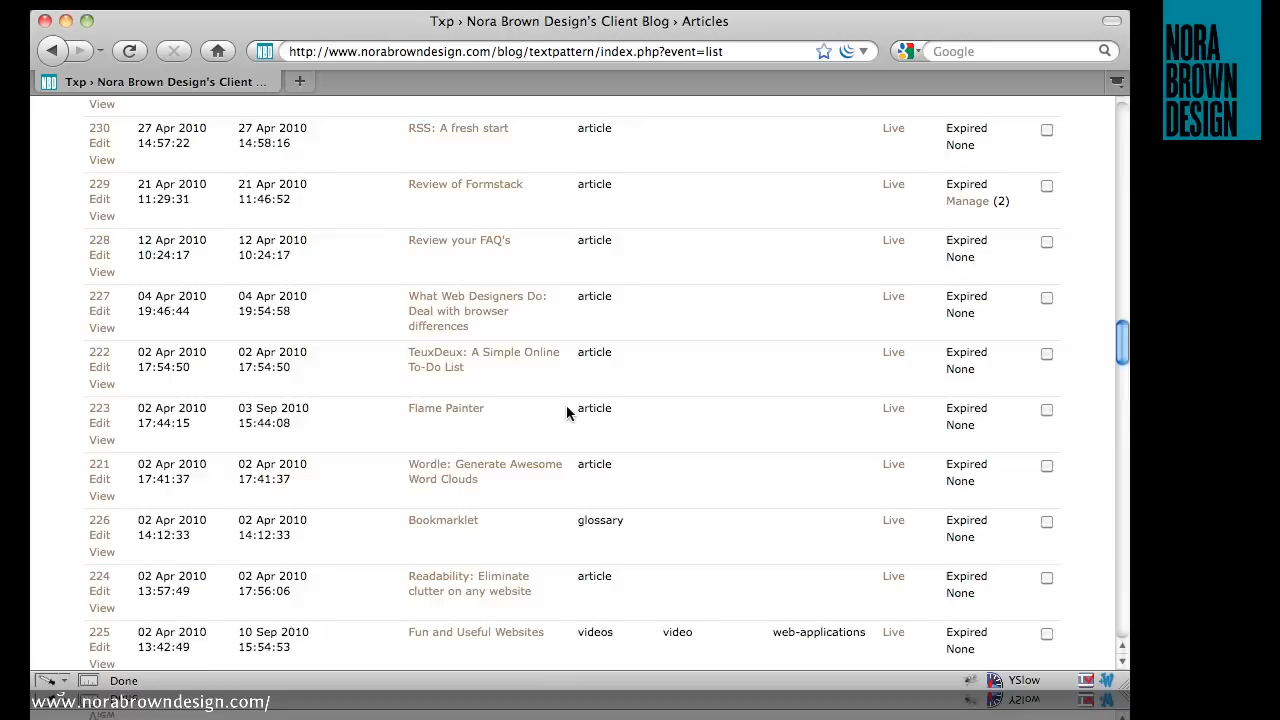 Txp › Nora Brown Design's Client Blog › Articles
http://www.norabrowndesign.com/blog/textpattern/index.php?event=list
Google
Txp › Nora Brown Design's Client ...
View
230 27 Apr 2010 27 Apr 2010 RSS: A fresh start article Live Expired
Edit 14:57:22 14:58:16 None
View
229 21 Apr 2010 21 Apr 2010 Review of Formstack article Live Expired
Edit 11:29:31 11:46:52 Manage (2)
View
228 12 Apr 2010 12 Apr 2010 Review your FAQ's article Live Expired
Edit 10:24:17 10:24:17 None
View
227 04 Apr 2010 04 Apr 2010 What Web Designers Do: article Live Expired
Edit 19:46:44 19:54:58 Deal with browser None
View differences
222 02 Apr 2010 02 Apr 2010 TeuxDeux: A Simple Online article Live Expired
Edit 17:54:50 17:54:50 To-Do List None
View
223 02 Apr 2010 03 Sep 2010 Flame Painter article Live Expired
Edit 17:44:15 15:44:08 None
View
221 02 Apr 2010 02 Apr 2010 Wordle: Generate Awesome article Live Expired
Edit 17:41:37 17:41:37 Word Clouds None
View
226 02 Apr 2010 02 Apr 2010 Bookmarklet glossary Live Expired
Edit 14:12:33 14:12:33 None
View
224 02 Apr 2010 02 Apr 2010 Readability: Eliminate article Live Expired
Edit 13:57:49 17:56:06 clutter on any website None
View
225 02 Apr 2010 10 Sep 2010 Fun and Useful Websites videos video web-applications Live Expired
Edit 13:42:49 15:54:53 None
View
Done YSlow
www.norabrowndesign.com/
NORA
BROWN
DESIGN